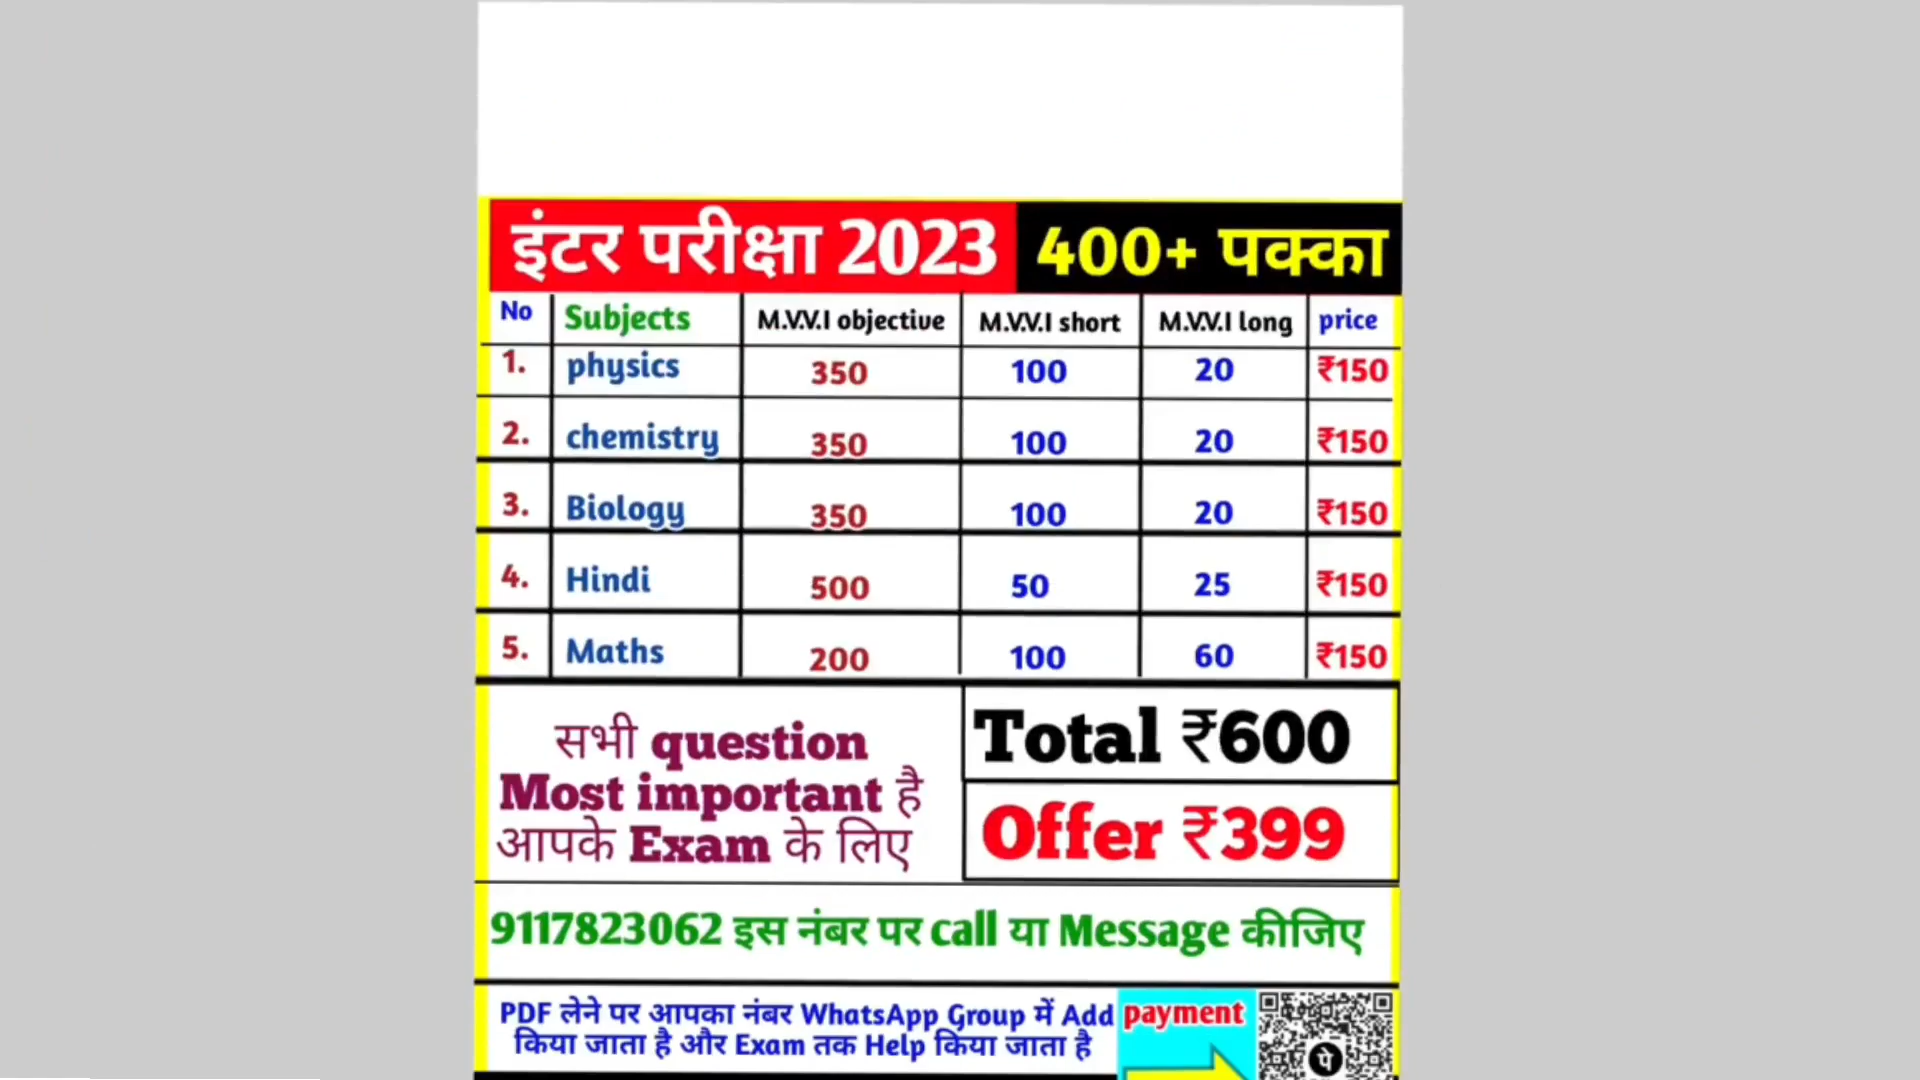 इंटर परीक्षा 2023 400+ पक्का
No Subjects M.V.V.I objective M.V.V.I short M.V.V.I long price
1. physics 350 100 20 ₹150
2. chemistry 350 100 20 ₹150
3. Biology 350 100 20 ₹150
4. Hindi 500 50 25 ₹150
5. Maths 200 100 60 ₹150
सभी question
Most important है
आपके Exam के लिए
Total ₹600
Offer ₹399
9117823062 इस नंबर पर call या Message कीजिए
PDF लेने पर आपका नंबर WhatsApp Group में Add
किया जाता है और Exam तक Help किया जाता है
payment
पे